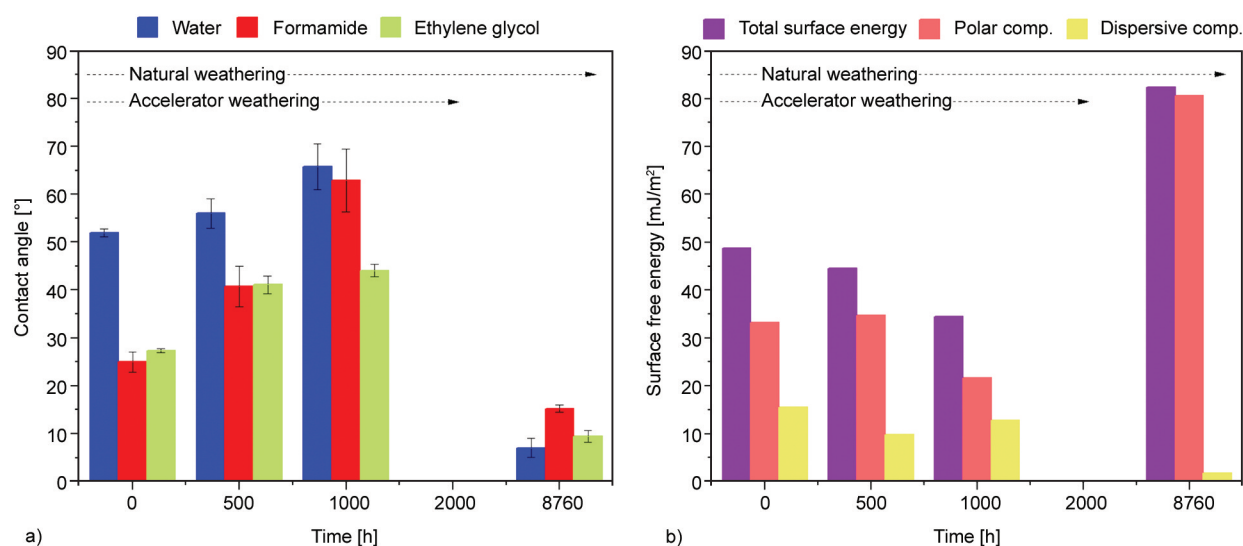 Water Formamide Ethylene glycol
90
80
70
60
50
40
30
20
10
0
Contact angle [°]
Natural weathering
Accelerator weathering
0 500 1000 2000 8760
Time [h]
a)
Total surface energy Polar comp. Dispersive comp.
90
80
70
60
50
40
30
20
10
0
Surface free energy [mJ/m²]
Natural weathering
Accelerator weathering
0 500 1000 2000 8760
Time [h]
b)